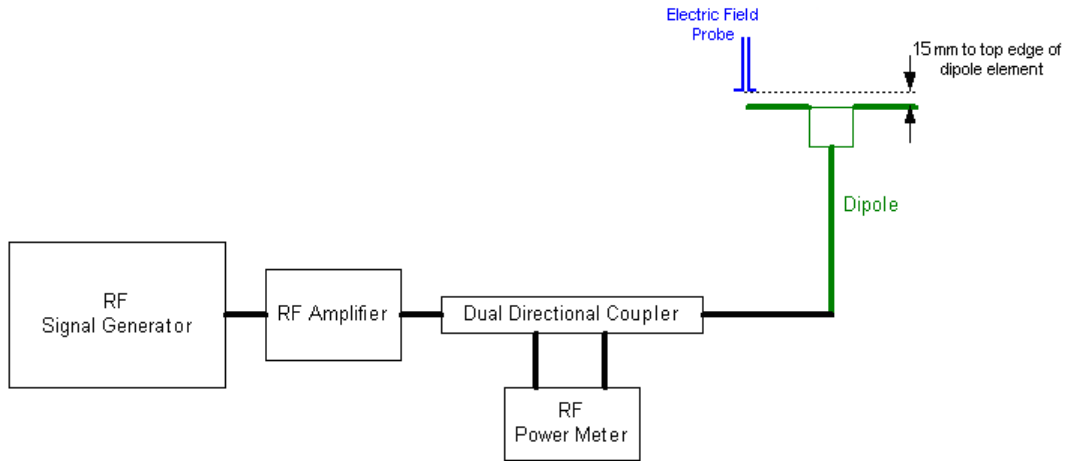 Electric Field
Probe
15 mm to top edge of
dipole element
Dipole
RF
Signal Generator
RF Amplifier
Dual Directional Coupler
RF
Power Meter